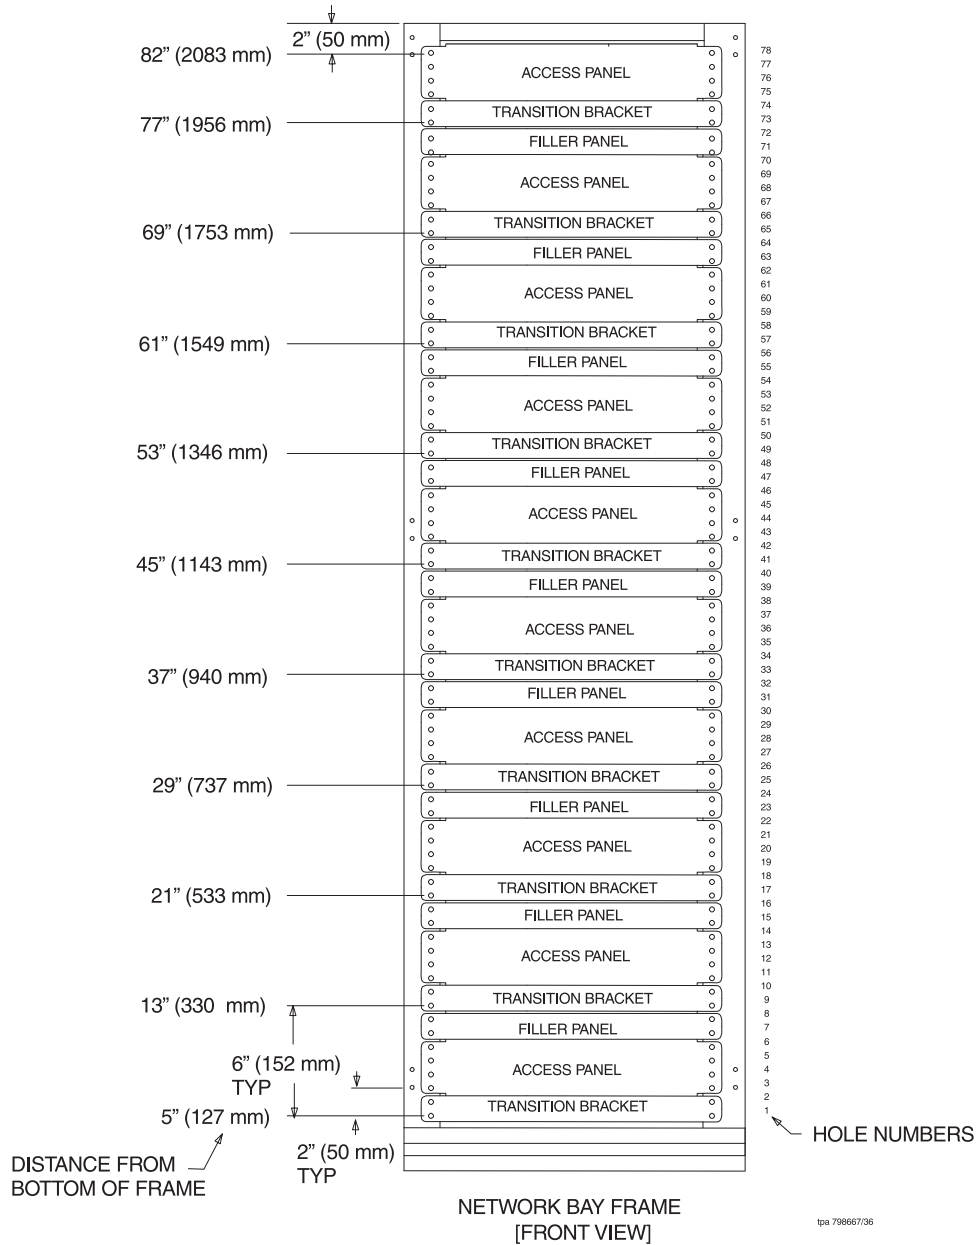 2” (50 mm)
82” (2083 mm)
78
77
ACCESS PANEL
76
75
74
TRANSITION BRACKET
73
77” (1956 mm)
72
FILLER PANEL
71
70
69
ACCESS PANEL
68
67
66
TRANSITION BRACKET
65
69” (1753 mm)
64
FILLER PANEL
63
62
61
ACCESS PANEL
60
59
58
TRANSITION BRACKET
57
61” (1549 mm)
56
FILLER PANEL
55
54
53
ACCESS PANEL
52
51
50
TRANSITION BRACKET
49
53” (1346 mm)
48
FILLER PANEL
47
46
45
ACCESS PANEL
44
43
42
TRANSITION BRACKET
41
45” (1143 mm)
40
FILLER PANEL
39
38
37
ACCESS PANEL
36
35
34
TRANSITION BRACKET
33
37” (940 mm)
32
FILLER PANEL
31
30
29
ACCESS PANEL
28
27
26
TRANSITION BRACKET
25
29” (737 mm)
24
FILLER PANEL
23
22
21
ACCESS PANEL
20
19
18
TRANSITION BRACKET
17
21” (533 mm)
16
FILLER PANEL
15
14
13
ACCESS PANEL
12
11
10
TRANSITION BRACKET
9
13” (330 mm)
8
FILLER PANEL
7
6
5
6” (152 mm)
TYP
ACCESS PANEL
4
3
2
TRANSITION BRACKET
1
5” (127 mm)
HOLE NUMBERS
2” (50 mm)
TYP
DISTANCE FROM
BOTTOM OF FRAME
NETWORK BAY FRAME
[FRONT VIEW]
tpa 798667/36